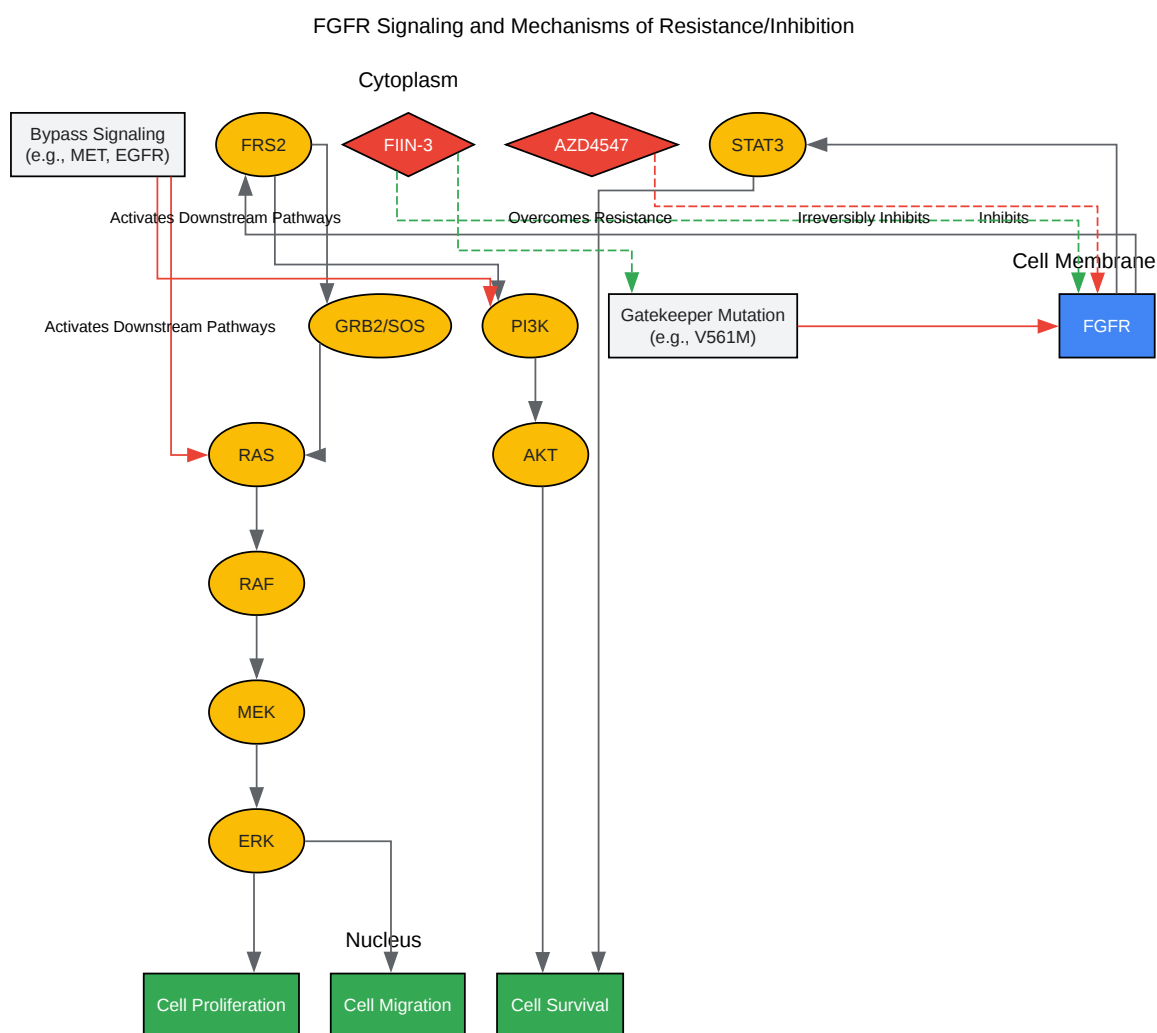 FGFR Signaling and Mechanisms of Resistance/Inhibition
Cytoplasm
Bypass Signaling
(e.g., MET, EGFR)
FRS2
FIIN-3
AZD4547
STAT3
Activates Downstream Pathways
Overcomes Resistance
Irreversibly Inhibits
Inhibits
Cell Membrane
Activates Downstream Pathways
GRB2/SOS
PI3K
Gatekeeper Mutation
(e.g., V561M)
FGFR
RAS
AKT
RAF
MEK
ERK
Nucleus
Cell Proliferation
Cell Migration
Cell Survival